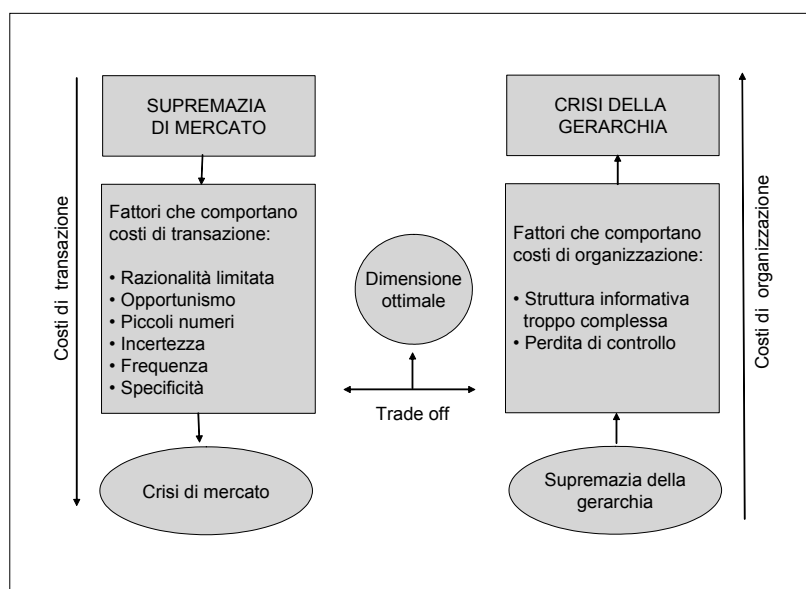 Costi di transazione
SUPREMAZIA
DI MERCATO
Fattori che comportano
costi di transazione:
• Razionalità limitata
• Opportunismo
• Piccoli numeri
• Incertezza
• Frequenza
• Specificità
Crisi di mercato
Dimensione
ottimale
Trade off
CRISI DELLA
GERARCHIA
Fattori che comportano
costi di organizzazione:
• Struttura informativa
troppo complessa
• Perdita di controllo
Supremazia della
gerarchia
Costi di organizzazione